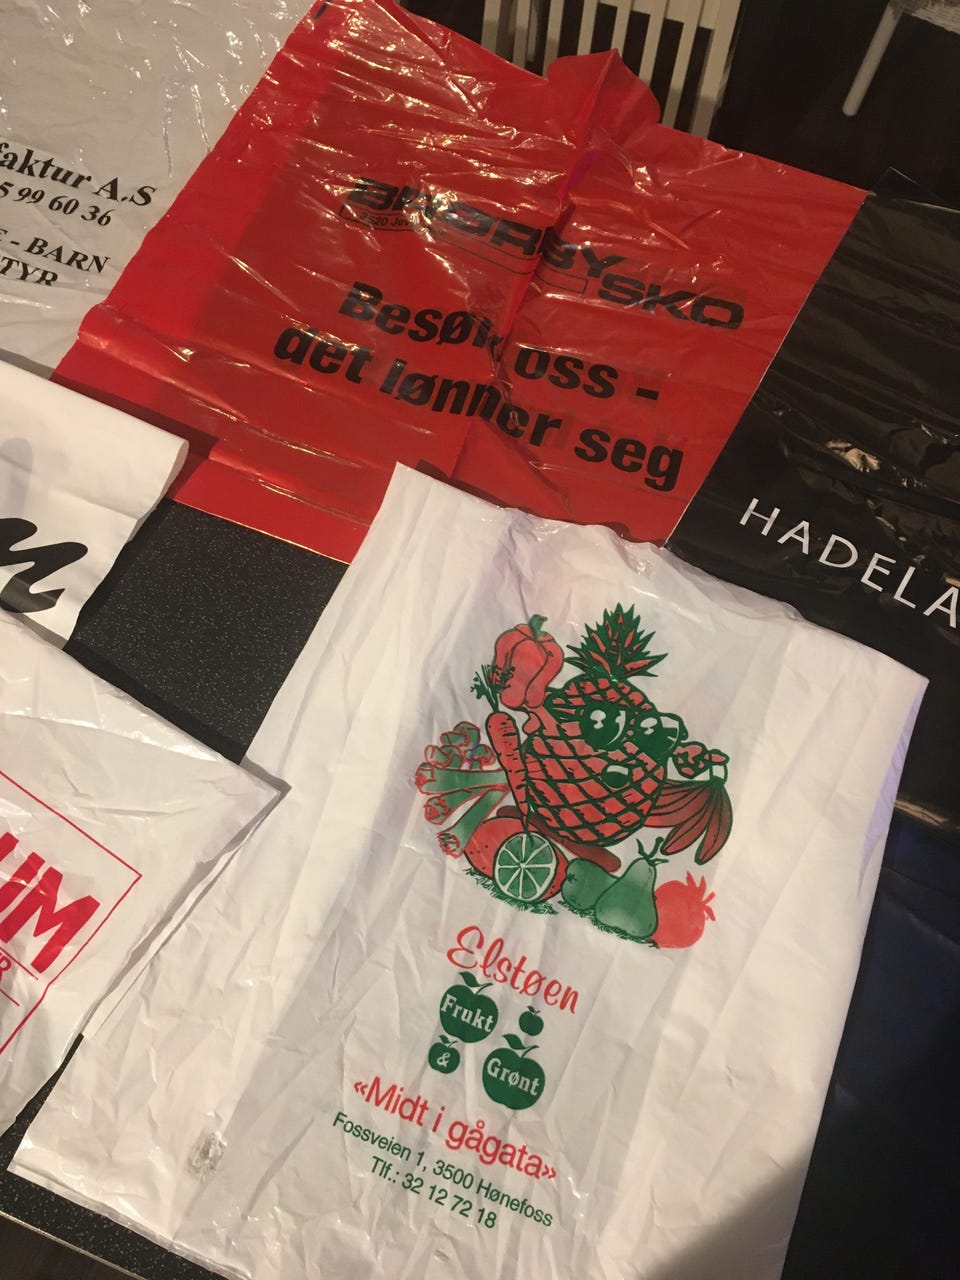 faktur A.S
5 99 60 36
- BARN
TYR
SKO
Besøk oss -
det lønner seg
HADELA
HM
Elstøen
Frukt
&
Grønt
«Midt i gågata»
Fossveien 1, 3500 Hønefoss
Tlf.: 32 12 72 18